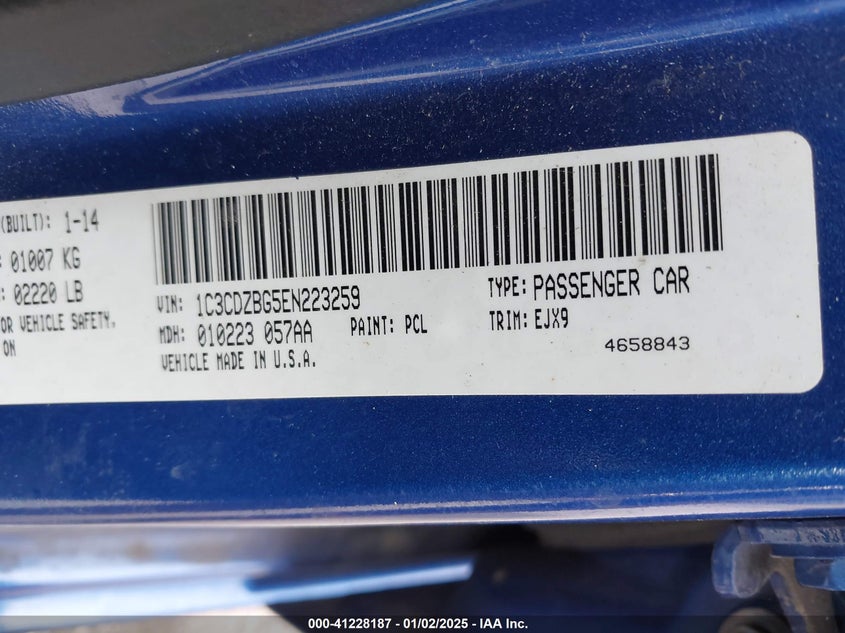 (BUILT): 1-14
: 01007 KG
: 02220 LB
OR VEHICLE SAFETY,
ON
VIN: 1C3CDZBG5EN223259
TYPE: PASSENGER CAR
MDH: 010223 057AA
PAINT: PCL
TRIM: EJX9
VEHICLE MADE IN U.S.A.
4658843
000-41228187 - 01/02/2025 - IAA Inc.